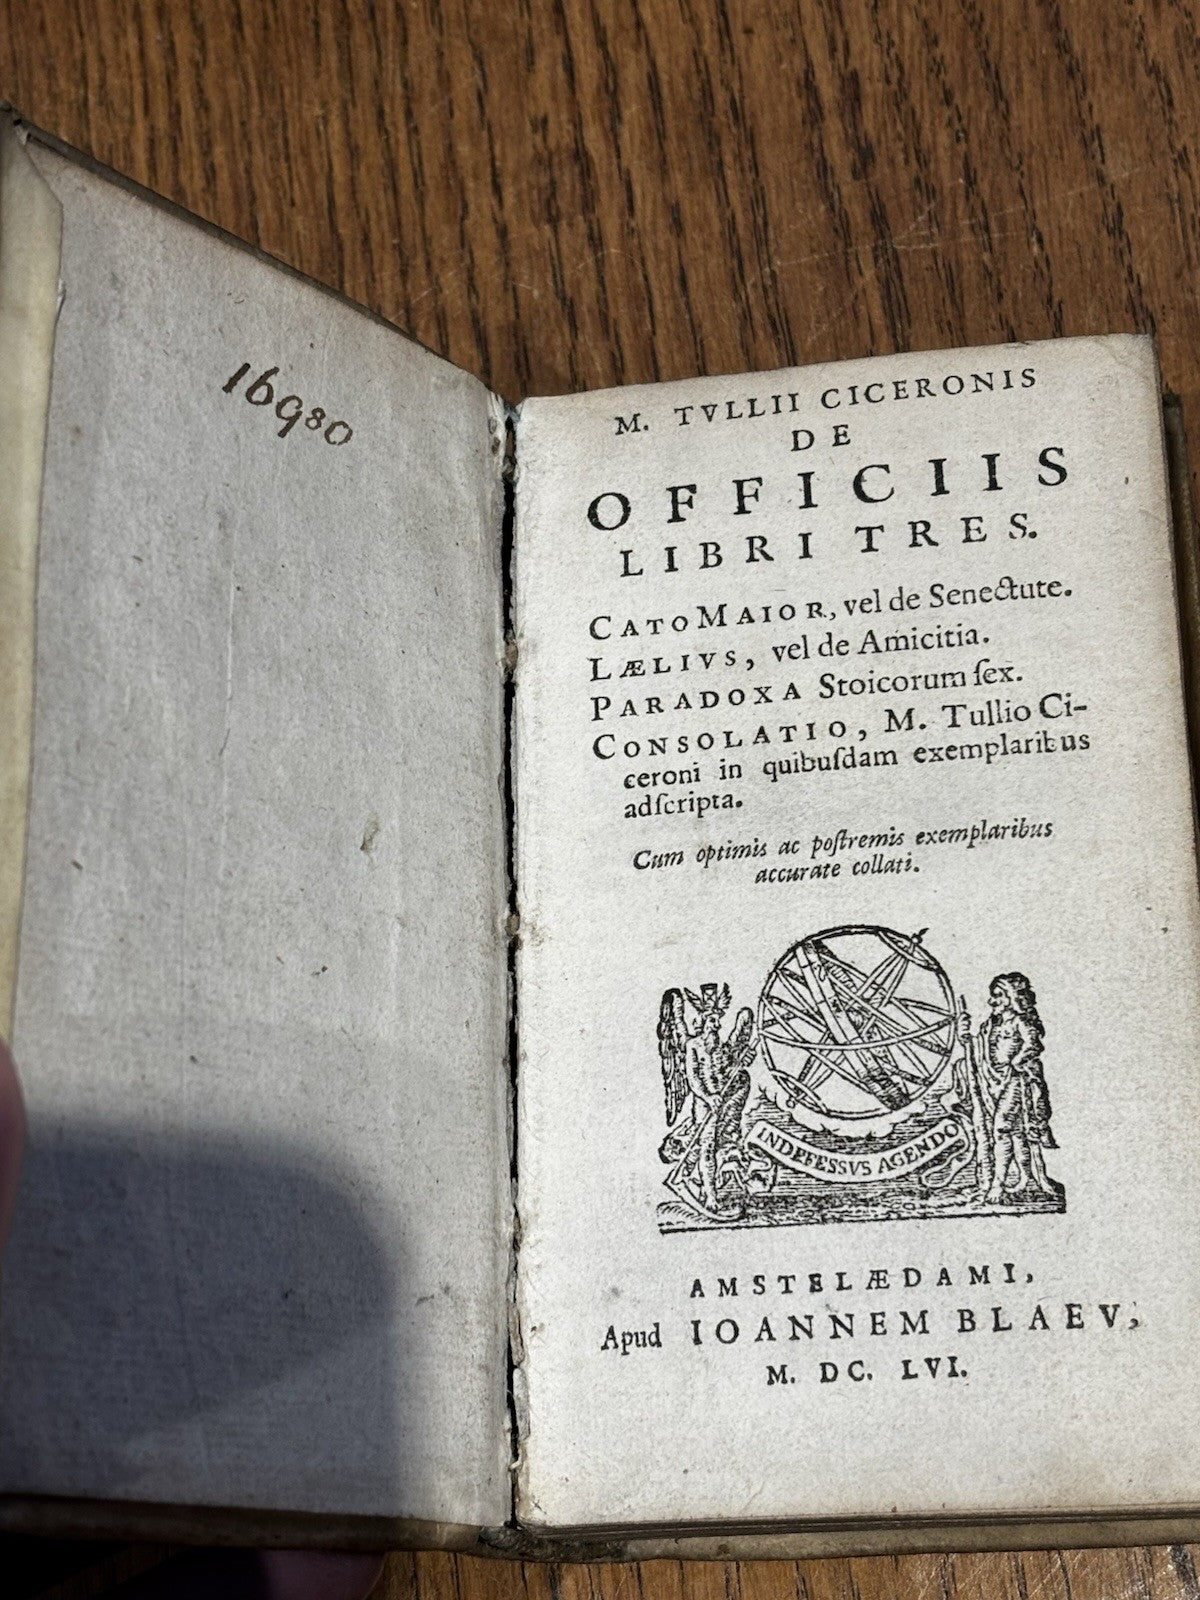 16980
M. TVLLII CICERONIS
DE
OFFICIIS
LIBRI TRES.
CATO MAIOR, vel de Senectute.
LÆLIVS, vel de Amicitia.
PARADOXA Stoicorum ſex.
CONSOLATIO, M. Tullio Ci-
ceroni in quibuſdam exemplaribus
adſcripta.
Cum optimis ac poſtremis exemplaribus
accurate collati.
INDEFESSVS AGENDO
AMSTELÆDAMI,
Apud IOANNEM BLAEV,
M. DC. LVI.